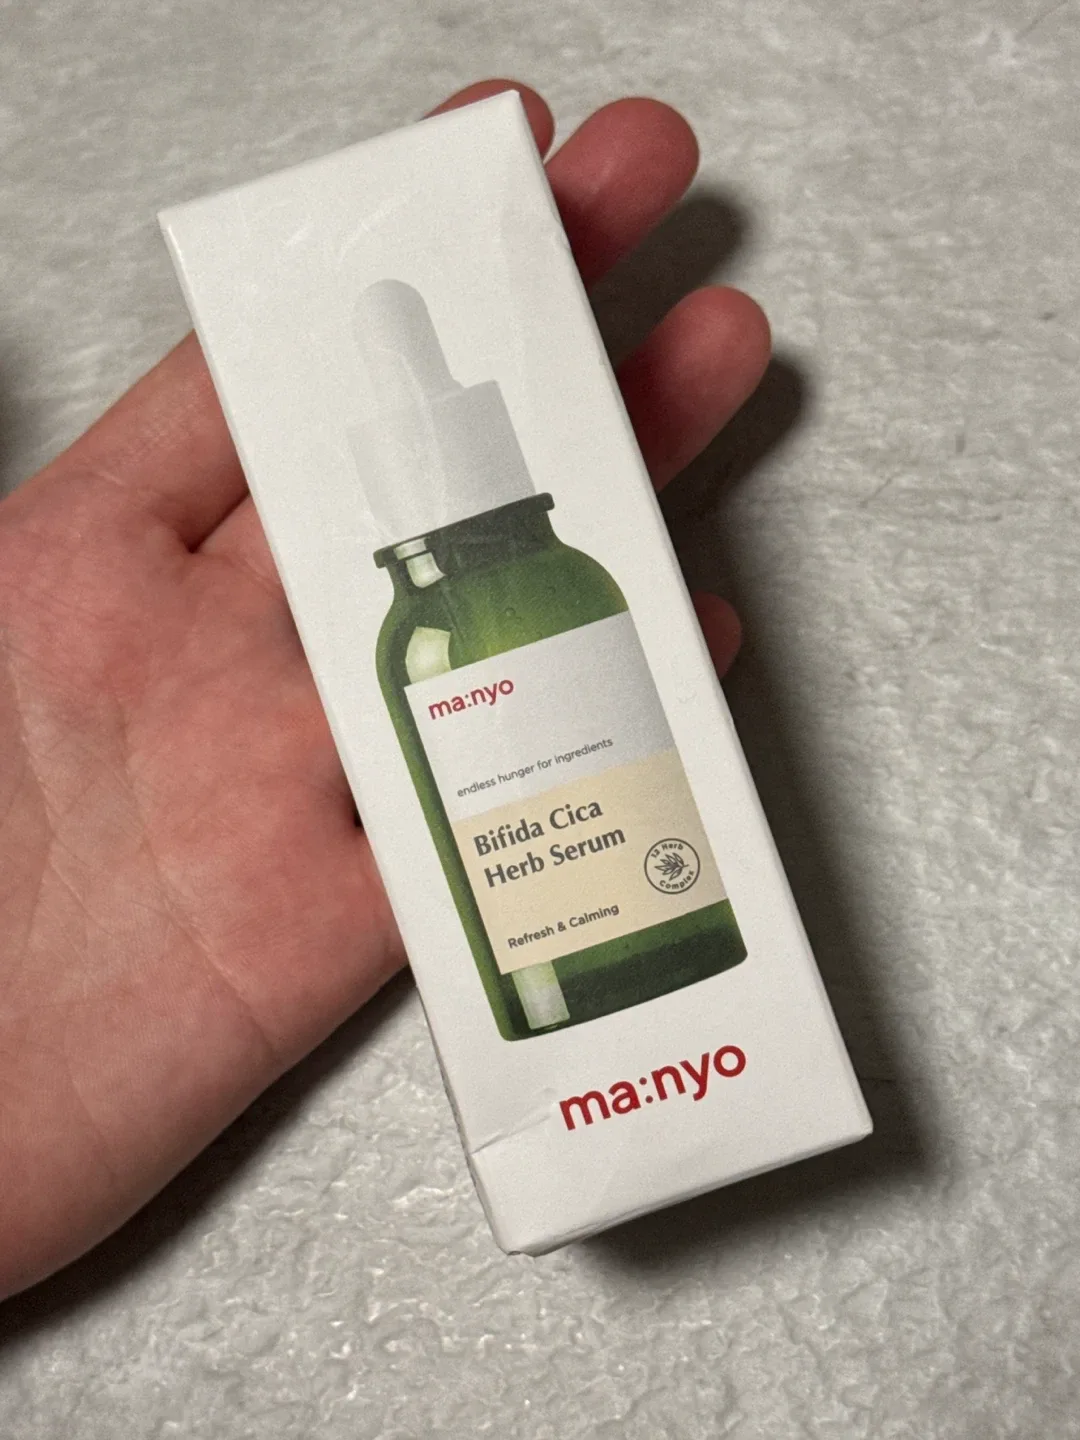 ma:nyo
endless hunger for ingredients
Bifida Cica
Herb Serum
12 Herb
Complex
Refresh & Calming
ma:nyo